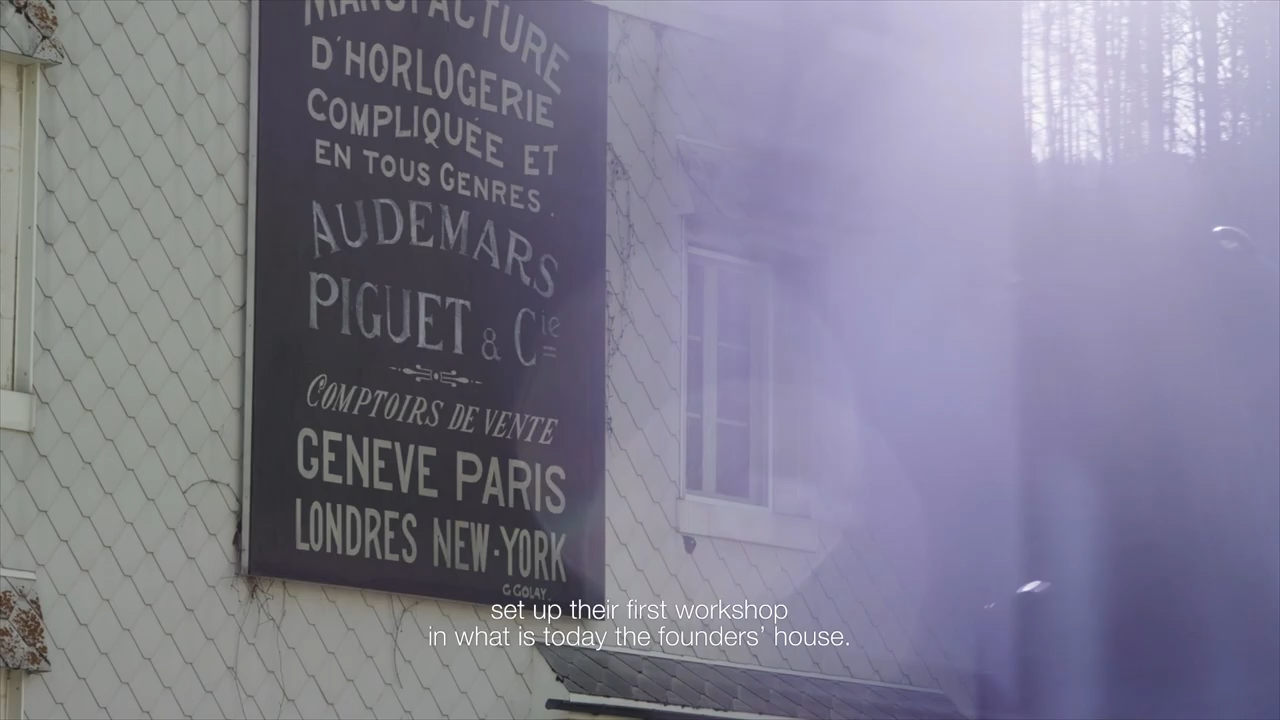 MANUFACTURE
D'HORLOGERIE
COMPLIQUÉE ET
EN TOUS GENRES.
AUDEMARS
PIGUET & Cie
COMPTOIRS DE VENTE
GENEVE PARIS
LONDRES NEW-YORK
G GOLAY.
set up their first workshop
in what is today the founders’ house.